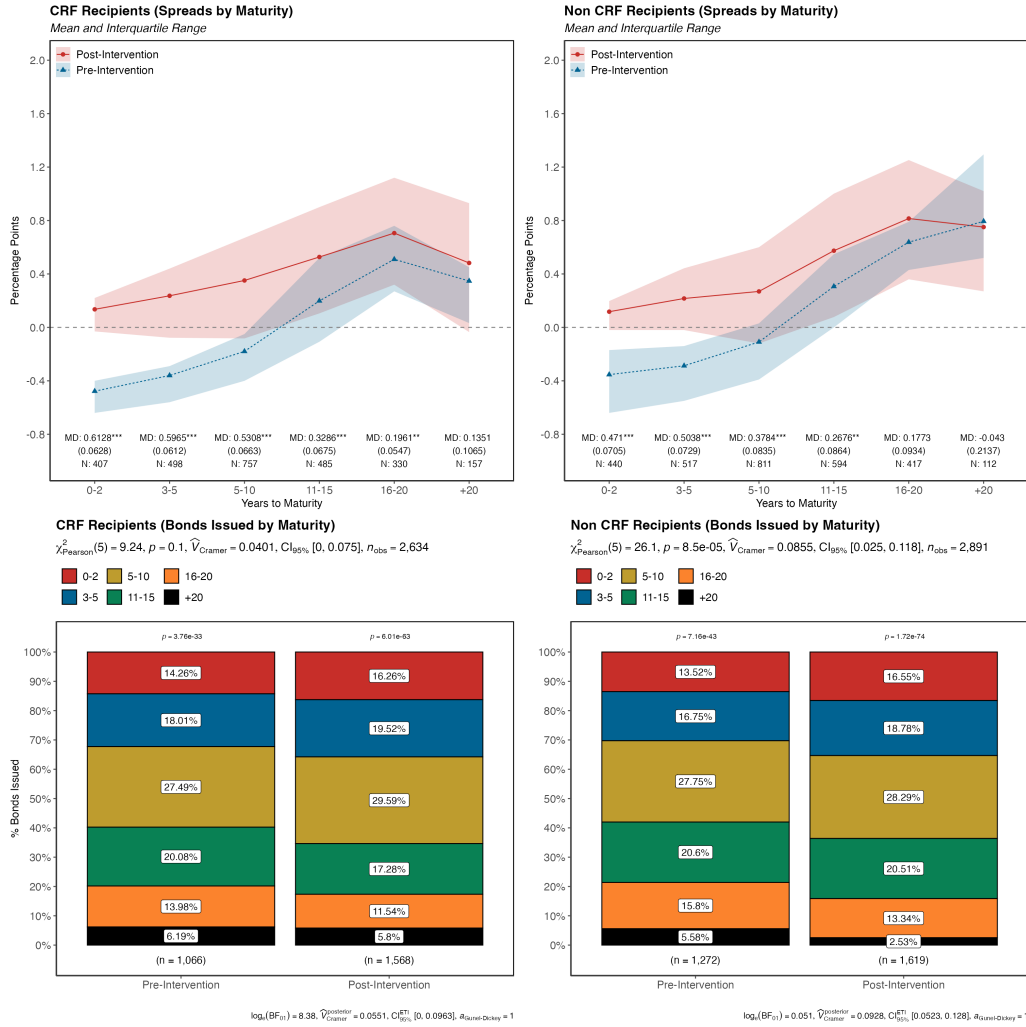 CRF Recipients (Spreads by Maturity)
Mean and Interquartile Range
Post-Intervention
Pre-Intervention
Percentage Points
2.0
1.6
1.2
0.8
0.4
0.0
-0.4
-0.8
MD: 0.6128*** MD: 0.5965*** MD: 0.5308*** MD: 0.3286*** MD: 0.1961** MD: 0.1351
(0.0628) (0.0612) (0.0663) (0.0675) (0.0547) (0.1065)
N: 407 N: 498 N: 757 N: 485 N: 330 N: 157
0-2 3-5 5-10 11-15 16-20 +20
Years to Maturity
Non CRF Recipients (Spreads by Maturity)
Mean and Interquartile Range
Post-Intervention
Pre-Intervention
Percentage Points
2.0
1.6
1.2
0.8
0.4
0.0
-0.4
-0.8
MD: 0.471*** MD: 0.5038*** MD: 0.3784*** MD: 0.2676** MD: 0.1773 MD: -0.043
(0.0705) (0.0729) (0.0835) (0.0864) (0.0934) (0.2137)
N: 440 N: 517 N: 811 N: 594 N: 417 N: 112
0-2 3-5 5-10 11-15 16-20 +20
Years to Maturity
CRF Recipients (Bonds Issued by Maturity)
χ²Pearson(5) = 9.24, p = 0.1, V̂Cramer = 0.0401, CI95% [0, 0.075], nobs = 2,634
0-2 5-10 16-20
3-5 11-15 +20
% Bonds Issued
100%
90%
80%
70%
60%
50%
40%
30%
20%
10%
0%
p = 3.76e-33 p = 6.01e-63
14.26% 16.26%
18.01% 19.52%
27.49% 29.59%
20.08% 17.28%
13.98% 11.54%
6.19% 5.8%
(n = 1,066) (n = 1,568)
Pre-Intervention Post-Intervention
loge(BF01) = 8.38, V̂posterior Cramer = 0.0551, CIETI 95% [0, 0.0963], aGunel-Dickey = 1
Non CRF Recipients (Bonds Issued by Maturity)
χ²Pearson(5) = 26.1, p = 8.5e-05, V̂Cramer = 0.0855, CI95% [0.025, 0.118], nobs = 2,891
0-2 5-10 16-20
3-5 11-15 +20
100%
90%
80%
70%
60%
50%
40%
30%
20%
10%
0%
p = 7.16e-43 p = 1.72e-74
13.52% 16.55%
16.75% 18.78%
27.75% 28.29%
20.6% 20.51%
15.8% 13.34%
5.58% 2.53%
(n = 1,272) (n = 1,619)
Pre-Intervention Post-Intervention
loge(BF01) = 0.051, V̂posterior Cramer = 0.0928, CIETI 95% [0.0523, 0.128], aGunel-Dickey =